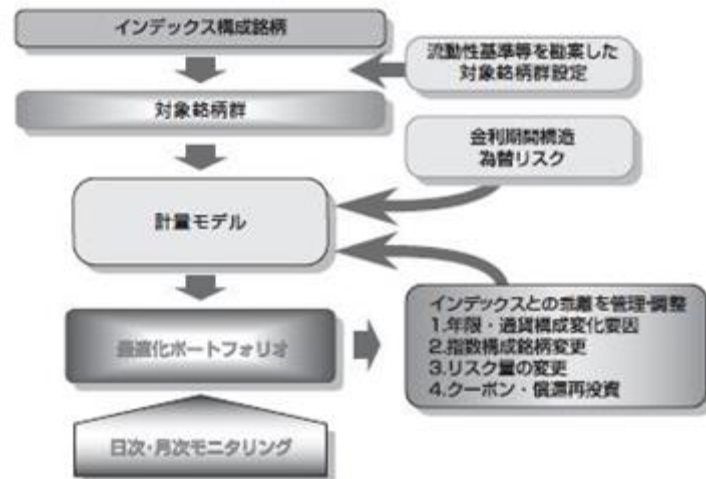 インデックス構成銘柄
流動性基準等を勘案した
対象銘柄群設定
対象銘柄群
金利期間構造
為替リスク
計量モデル
最適化ポートフォリオ
インデックスとの乖離を管理・調整
1.年限・通貨構成変化要因
2.指数構成銘柄変更
3.リスク量の変更
4.クーポン・償還再投資
日次・月次モニタリング